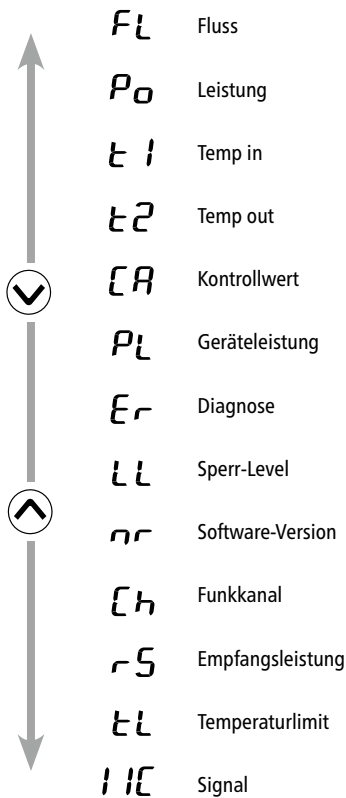 FL Fluss
Po Leistung
t1 Temp in
t2 Temp out
CA Kontrollwert
PL Geräteleistung
Er Diagnose
LL Sperr-Level
nr Software-Version
Ch Funkkanal
rS Empfangsleistung
tL Temperaturlimit
11C Signal